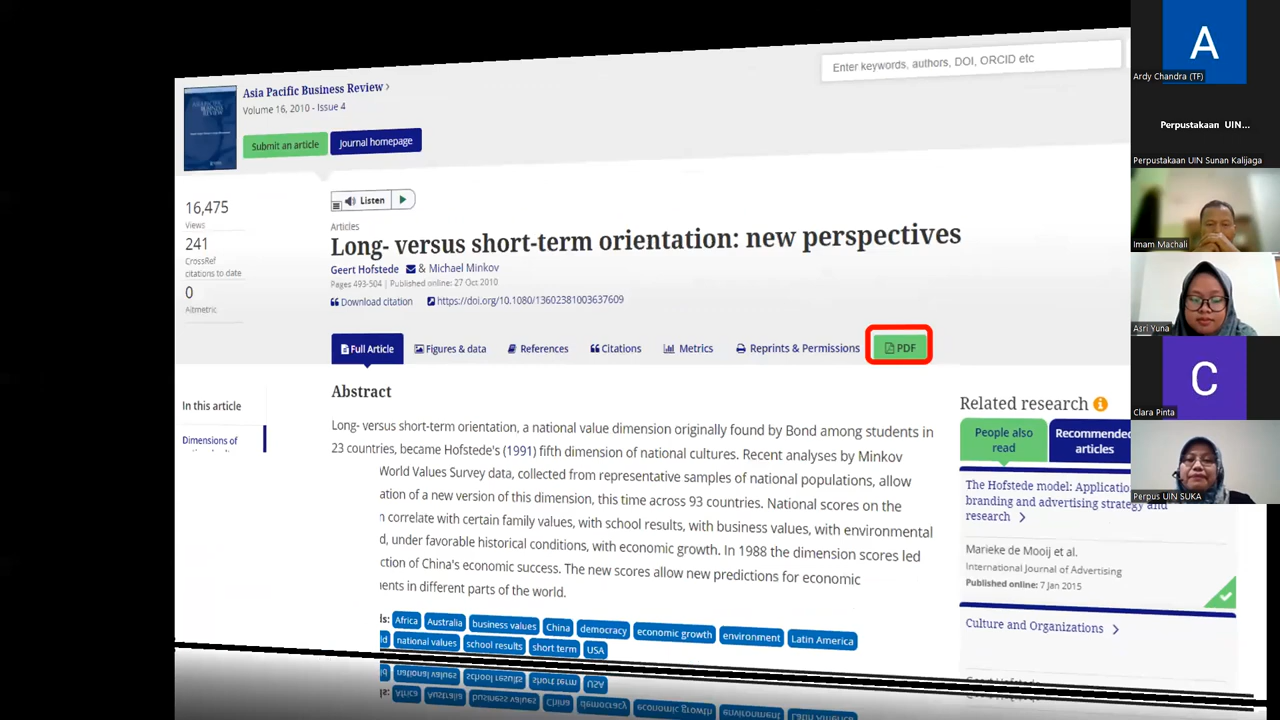 Enter keywords, authors, DOI, ORCID etc
Asia Pacific Business Review ›
Volume 16, 2010 - Issue 4
Submit an article
Journal homepage
16,475
Views
241
CrossRef
citations to date
0
Altmetric
Listen
Articles
Long- versus short-term orientation: new perspectives
Geert Hofstede & Michael Minkov
Pages 493-504 | Published online: 27 Oct 2010
Download citation https://doi.org/10.1080/13602381003637609
Full Article Figures & data References Citations Metrics Reprints & Permissions PDF
In this article
Dimensions of
Abstract
Long- versus short-term orientation, a national value dimension originally found by Bond among students in
23 countries, became Hofstede's (1991) fifth dimension of national cultures. Recent analyses by Minkov
World Values Survey data, collected from representative samples of national populations, allow
ation of a new version of this dimension, this time across 93 countries. National scores on the
n correlate with certain family values, with school results, with business values, with environmental
d, under favorable historical conditions, with economic growth. In 1988 the dimension scores led
ction of China's economic success. The new scores allow new predictions for economic
ents in different parts of the world.
ls: Africa Australia business values China democracy economic growth environment Latin America
ld national values school results short term USA
Related research
People also
read
Recommended
articles
The Hofstede model: Applicatio
branding and advertising strategy and
research
Marieke de Mooij et al.
International Journal of Advertising
Published online: 7 Jan 2015
Culture and Organizations
A
Ardy Chandra (TF)
Perpustakaan UIN...
Perpustakaan UIN Sunan Kalijaga
Imam Machali
Asri Yuna
C
Clara Pinta
Perpus UIN SUKA